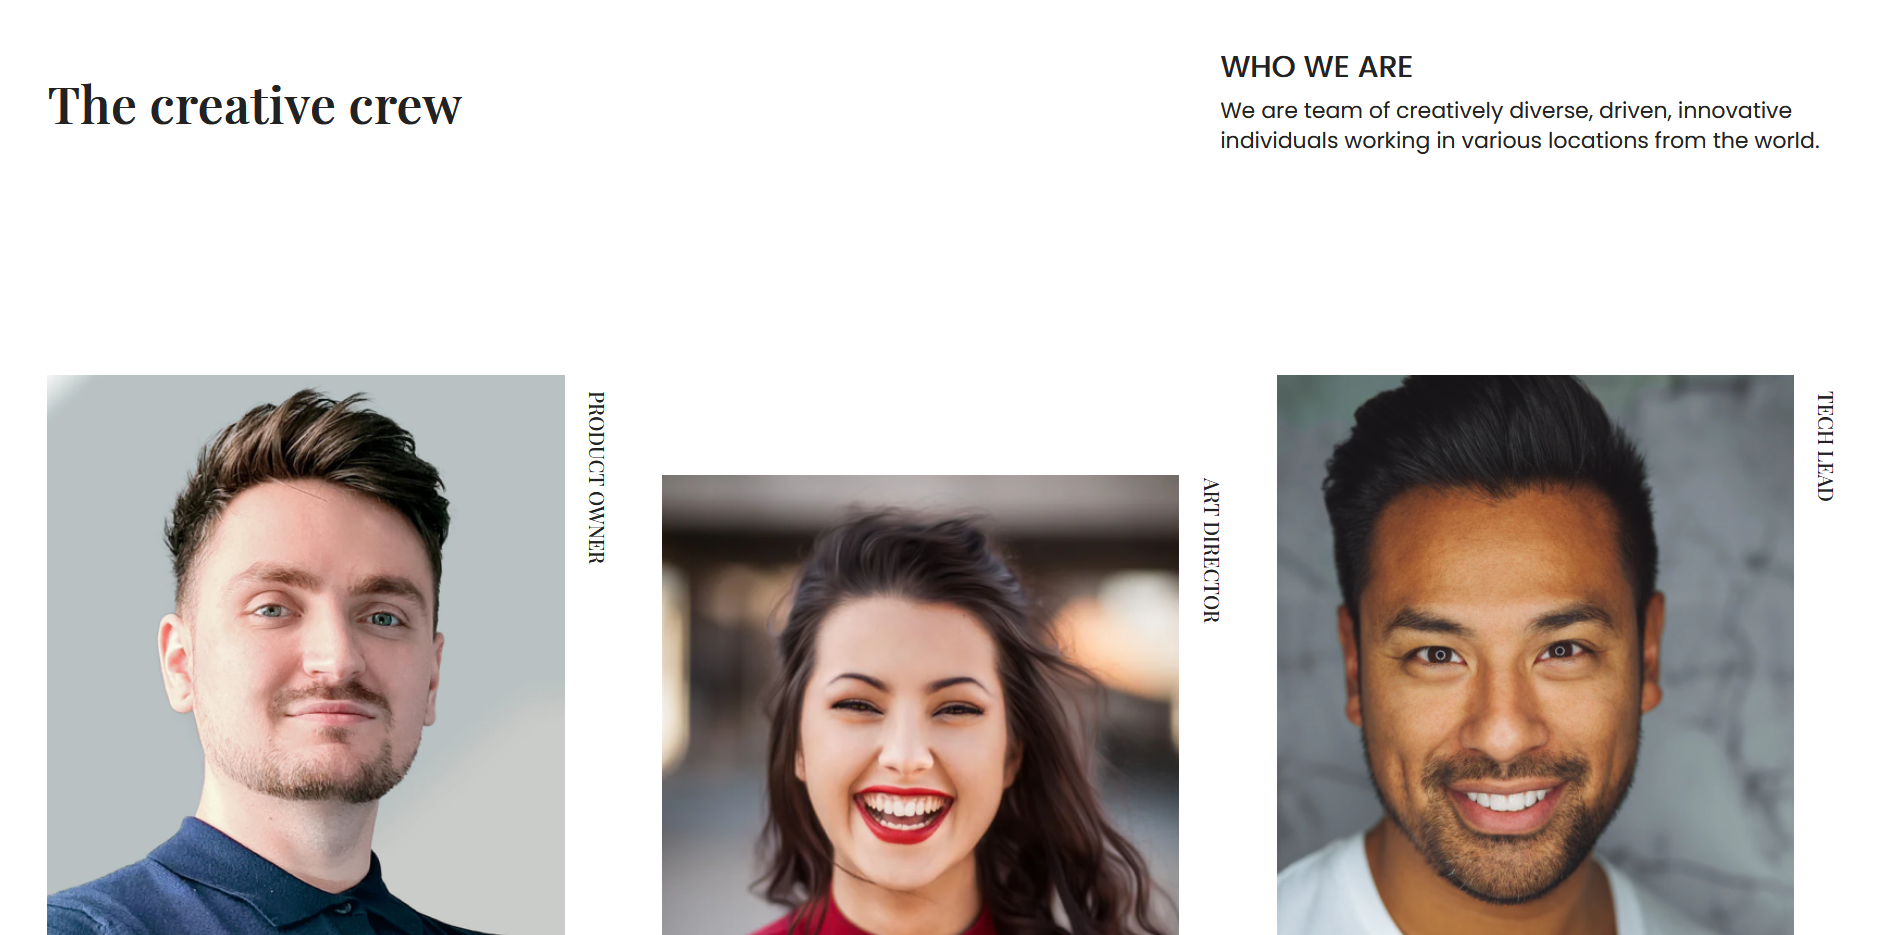 The creative crew
WHO WE ARE
We are team of creatively diverse, driven, innovative
individuals working in various locations from the world.
PRODUCT OWNER
ART DIRECTOR
TECH LEAD